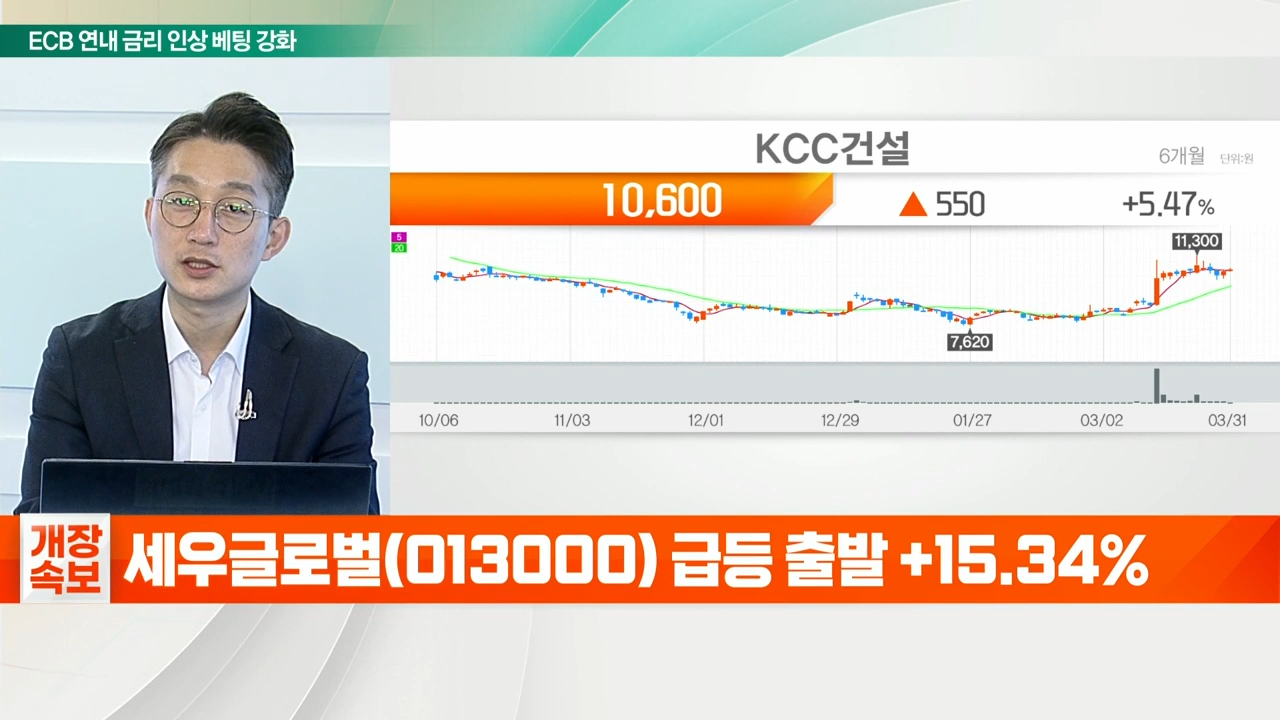 ECB 연내 금리 인상 베팅 강화
KCC건설
6개월 단위:원
10,600 ▲ 550 +5.47%
5
20
11,300
7,620
10/06 11/03 12/01 12/29 01/27 03/02 03/31
개장
속보
세우글로벌(013000) 급등 출발 +15.34%